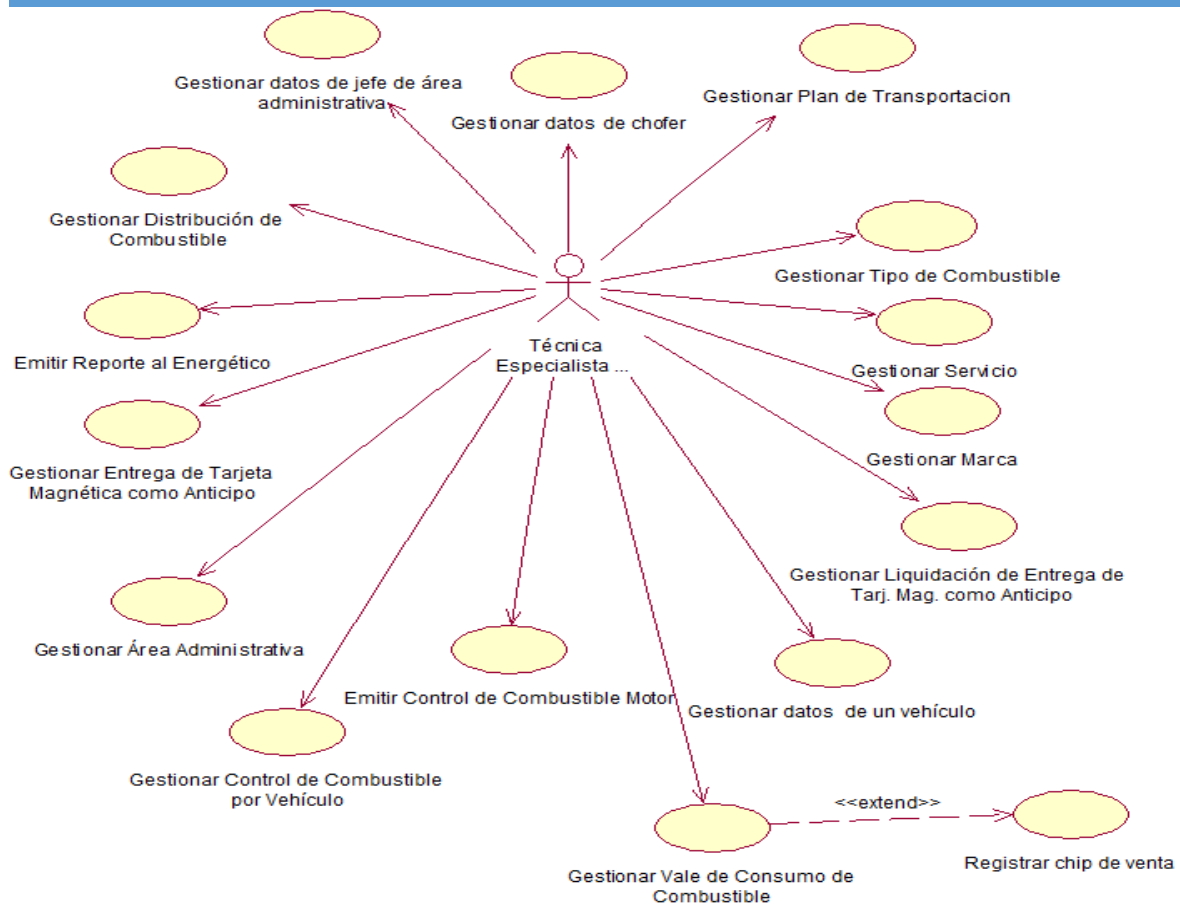 Gestionar datos de jefe de área
administrativa
Gestionar datos de chofer
Gestionar Plan de Transportacion
Gestionar Distribución de
Combustible
Gestionar Tipo de Combustible
Emitir Reporte al Energético
Técnica
Especialista ...
Gestionar Servicio
Gestionar Entrega de Tarjeta
Magnética como Anticipo
Gestionar Marca
Gestionar Liquidación de Entrega de
Tarj. Mag. como Anticipo
Gestionar Área Administrativa
Emitir Control de Combustible Motor
Gestionar datos de un vehículo
Gestionar Control de Combustible
por Vehículo
<<extend>>
Gestionar Vale de Consumo de
Combustible
Registrar chip de venta